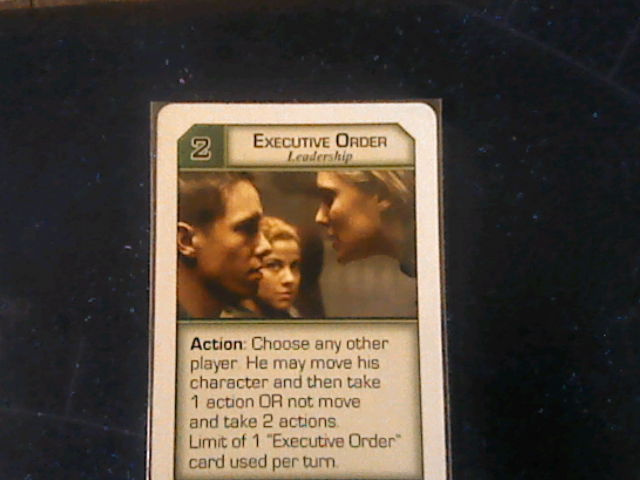 2
EXECUTIVE ORDER
Leadership
Action: Choose any other
player. He may move his
character and then take
1 action OR not move
and take 2 actions.
Limit of 1 "Executive Order"
card used per turn.